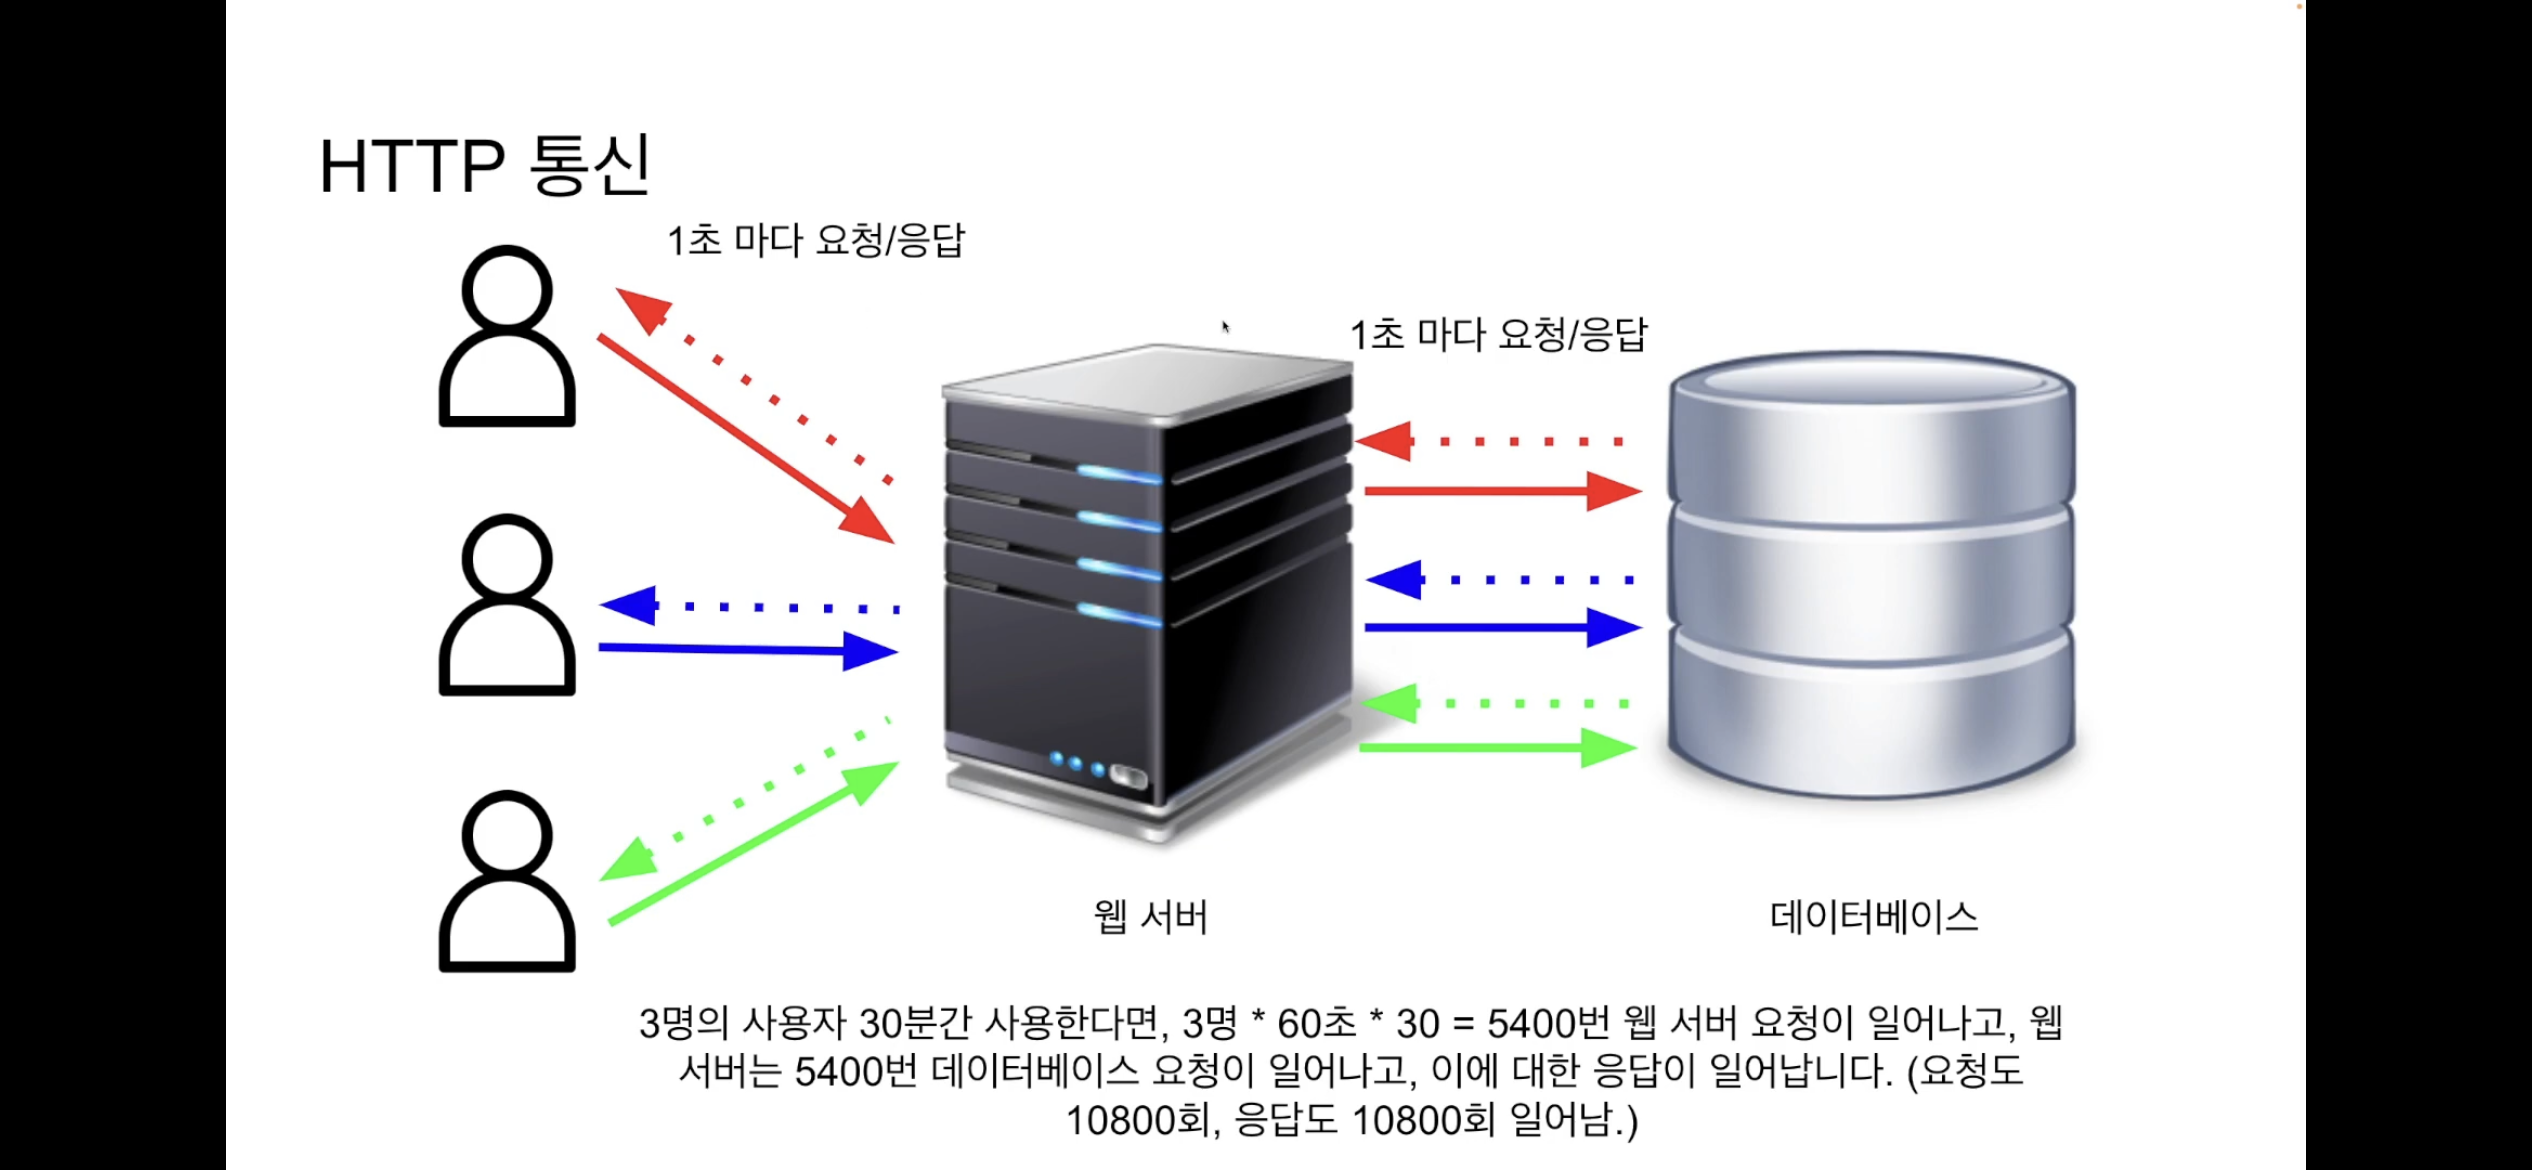 HTTP 통신
1초 마다 요청/응답
1초 마다 요청/응답
웹 서버
데이터베이스
3명의 사용자 30분간 사용한다면, 3명 * 60초 * 30 = 5400번 웹 서버 요청이 일어나고, 웹
서버는 5400번 데이터베이스 요청이 일어나고, 이에 대한 응답이 일어납니다. (요청도
10800회, 응답도 10800회 일어남.)